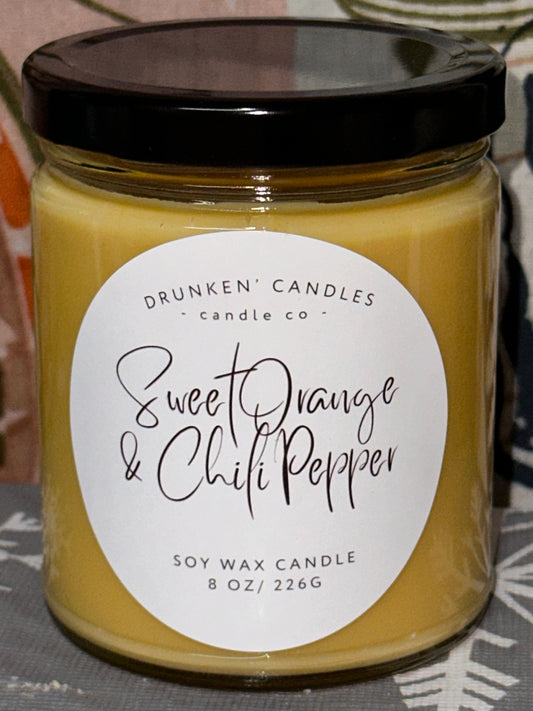 DRUNKEN' CANDLES
- candle co -
Sweet Orange
& Chili Pepper
SOY WAX CANDLE
8 OZ/ 226G